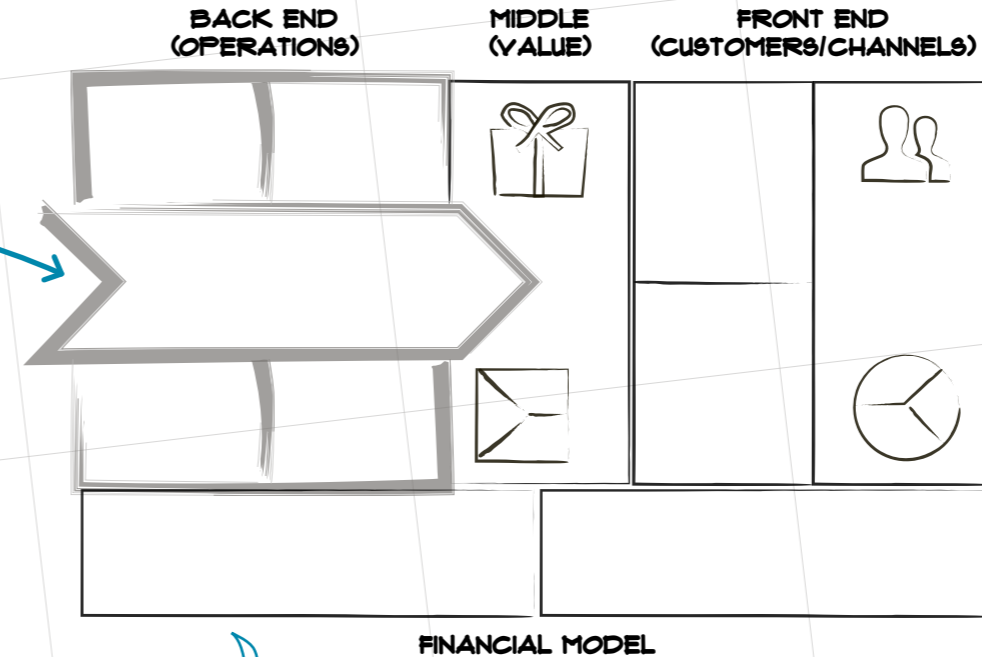 BACK END
(OPERATIONS)
MIDDLE
(VALUE)
FRONT END
(CUSTOMERS/CHANNELS)
FINANCIAL MODEL